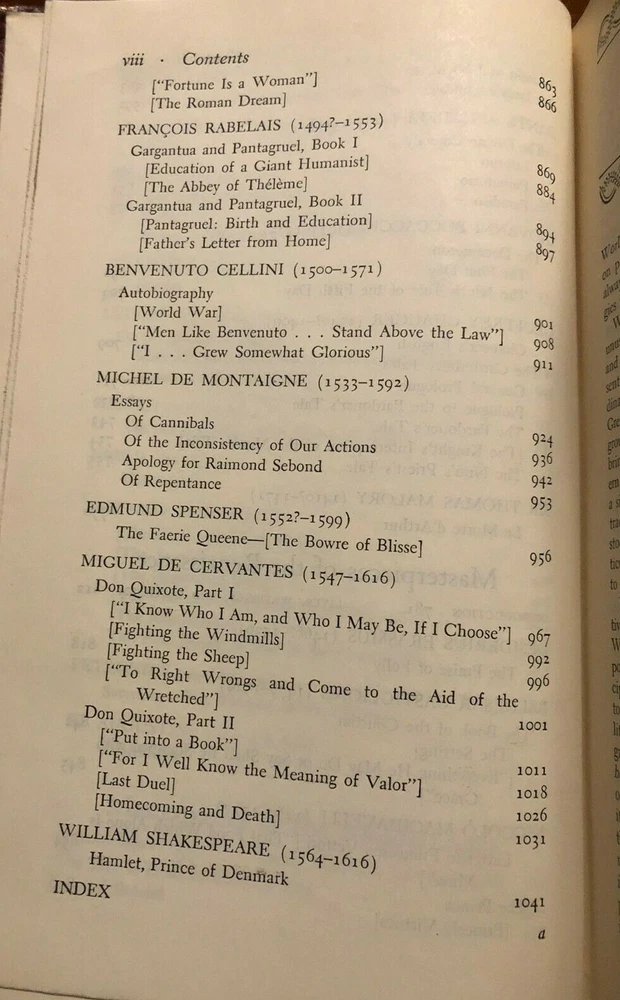 viii · Contents
["Fortune Is a Woman"] 863
[The Roman Dream] 866
FRANÇOIS RABELAIS (1494?–1553)
Gargantua and Pantagruel, Book I
[Education of a Giant Humanist] 869
[The Abbey of Thélème] 884
Gargantua and Pantagruel, Book II
[Pantagruel: Birth and Education] 894
[Father's Letter from Home] 897
BENVENUTO CELLINI (1500–1571)
Autobiography
[World War] 901
["Men Like Benvenuto . . . Stand Above the Law"] 908
["I . . . Grew Somewhat Glorious"] 911
MICHEL DE MONTAIGNE (1533–1592)
Essays
Of Cannibals 924
Of the Inconsistency of Our Actions 936
Apology for Raimond Sebond 942
Of Repentance 953
EDMUND SPENSER (1552?–1599)
The Faerie Queene—[The Bowre of Blisse] 956
MIGUEL DE CERVANTES (1547–1616)
Don Quixote, Part I
["I Know Who I Am, and Who I May Be, If I Choose"] 967
[Fighting the Windmills] 992
[Fighting the Sheep] 996
["To Right Wrongs and Come to the Aid of the
Wretched"] 1001
Don Quixote, Part II
["Put into a Book"] 1011
["For I Well Know the Meaning of Valor"] 1018
[Last Duel] 1026
[Homecoming and Death] 1031
WILLIAM SHAKESPEARE (1564–1616)
Hamlet, Prince of Denmark 1041
INDEX a